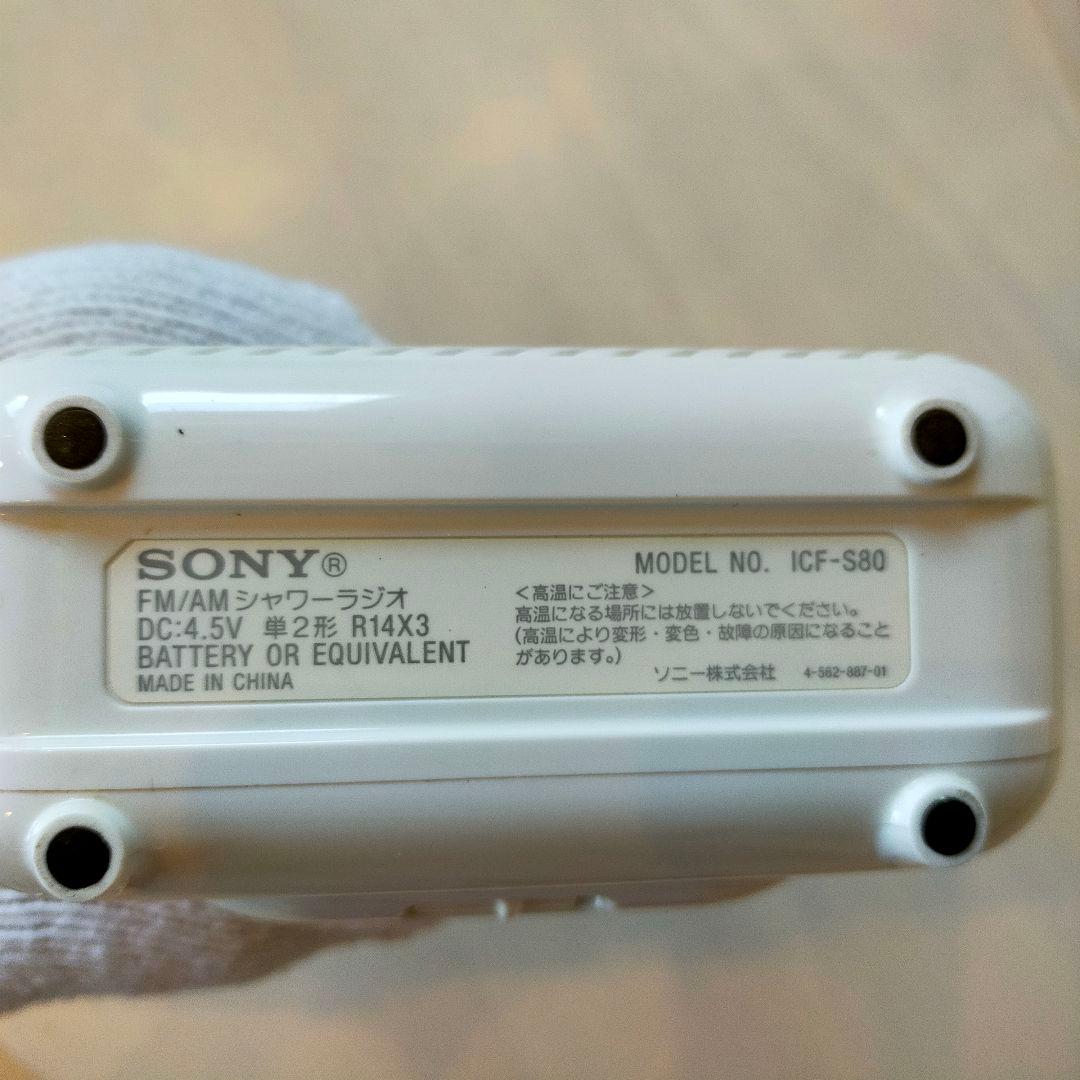 SONY®
FM/AM シャワーラジオ
DC:4.5V 単2形 R14X3
BATTERY OR EQUIVALENT
MADE IN CHINA
MODEL NO. ICF-S80
<高温にご注意>
高温になる場所には放置しないでください。
(高温により変形・変色・故障の原因になること
があります。)
ソニー株式会社 4-562-887-01